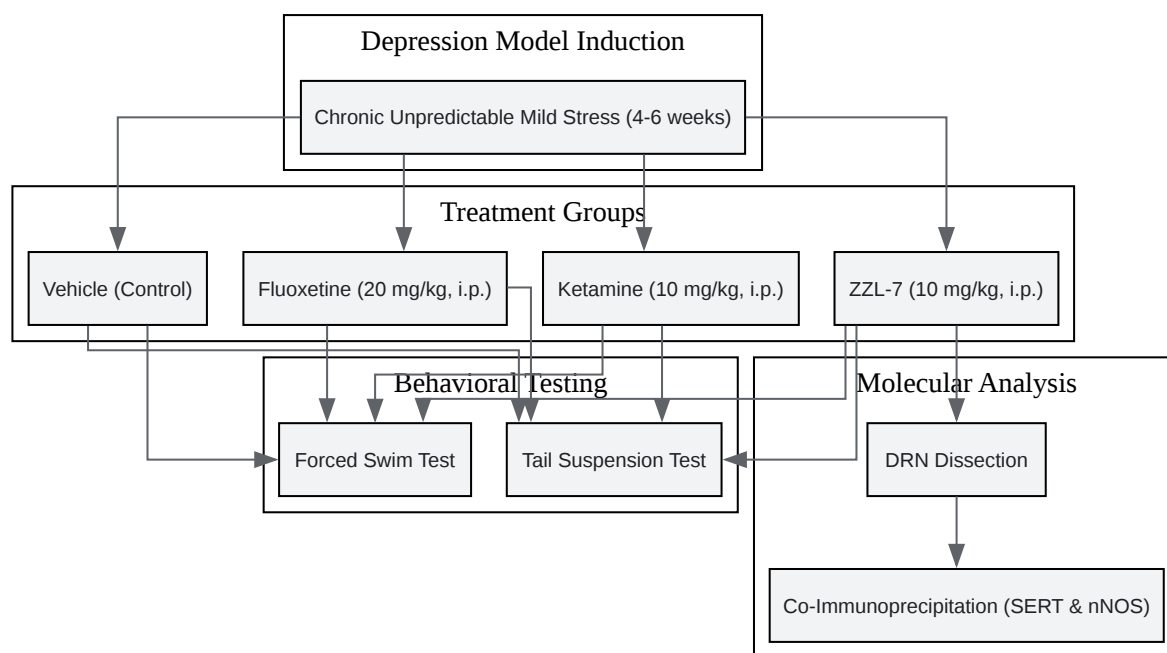 Depression Model Induction
Chronic Unpredictable Mild Stress (4-6 weeks)
Treatment Groups
Vehicle (Control)
Fluoxetine (20 mg/kg, i.p.)
Ketamine (10 mg/kg, i.p.)
ZZL-7 (10 mg/kg, i.p.)
Behavioral Testing
Molecular Analysis
Forced Swim Test
Tail Suspension Test
DRN Dissection
Co-Immunoprecipitation (SERT & nNOS)